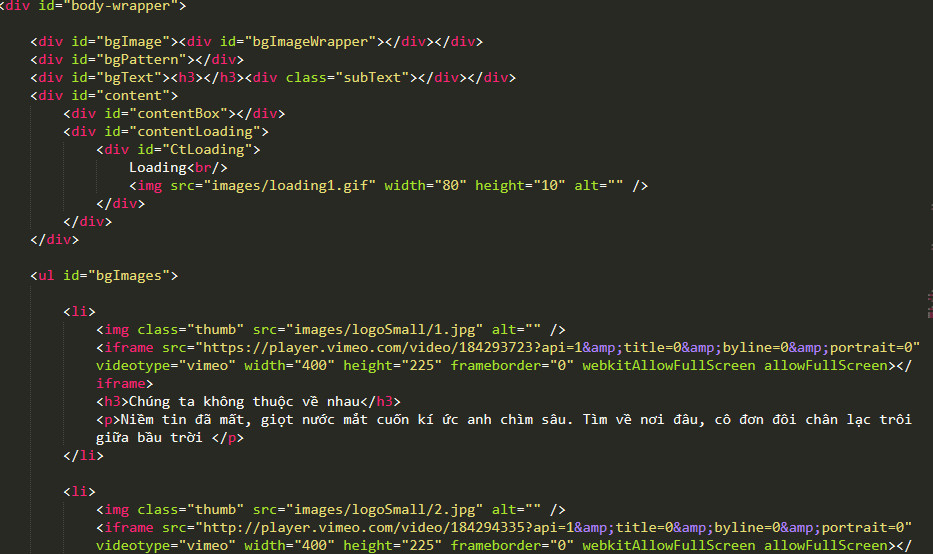 <div id="body-wrapper">
<div id="bgImage"><div id="bgImageWrapper"></div></div>
<div id="bgPattern"></div>
<div id="bgText"><h3></h3><div class="subText"></div></div>
<div id="content">
<div id="contentBox"></div>
<div id="contentLoading">
<div id="CtLoading">
Loading<br/>
<img src="images/loading1.gif" width="80" height="10" alt="" />
</div>
</div>
</div>
<ul id="bgImages">
<li>
<img class="thumb" src="images/logoSmall/1.jpg" alt="" />
<iframe src="https://player.vimeo.com/video/184293723?api=1&amp;title=0&amp;byline=0&amp;portrait=0"
videotype="vimeo" width="400" height="225" frameborder="0" webkitAllowFullScreen allowFullScreen></
iframe>
<h3>Chúng ta không thuộc về nhau</h3>
<p>Niềm tin đã mất, giọt nước mắt cuốn kí ức anh chìm sâu. Tìm về nơi đâu, cô đơn đôi chân lạc trôi
giữa bầu trời </p>
</li>
<li>
<img class="thumb" src="images/logoSmall/2.jpg" alt="" />
<iframe src="http://player.vimeo.com/video/184294335?api=1&amp;title=0&amp;byline=0&amp;portrait=0"
videotype="vimeo" width="400" height="225" frameborder="0" webkitAllowFullScreen allowFullScreen></